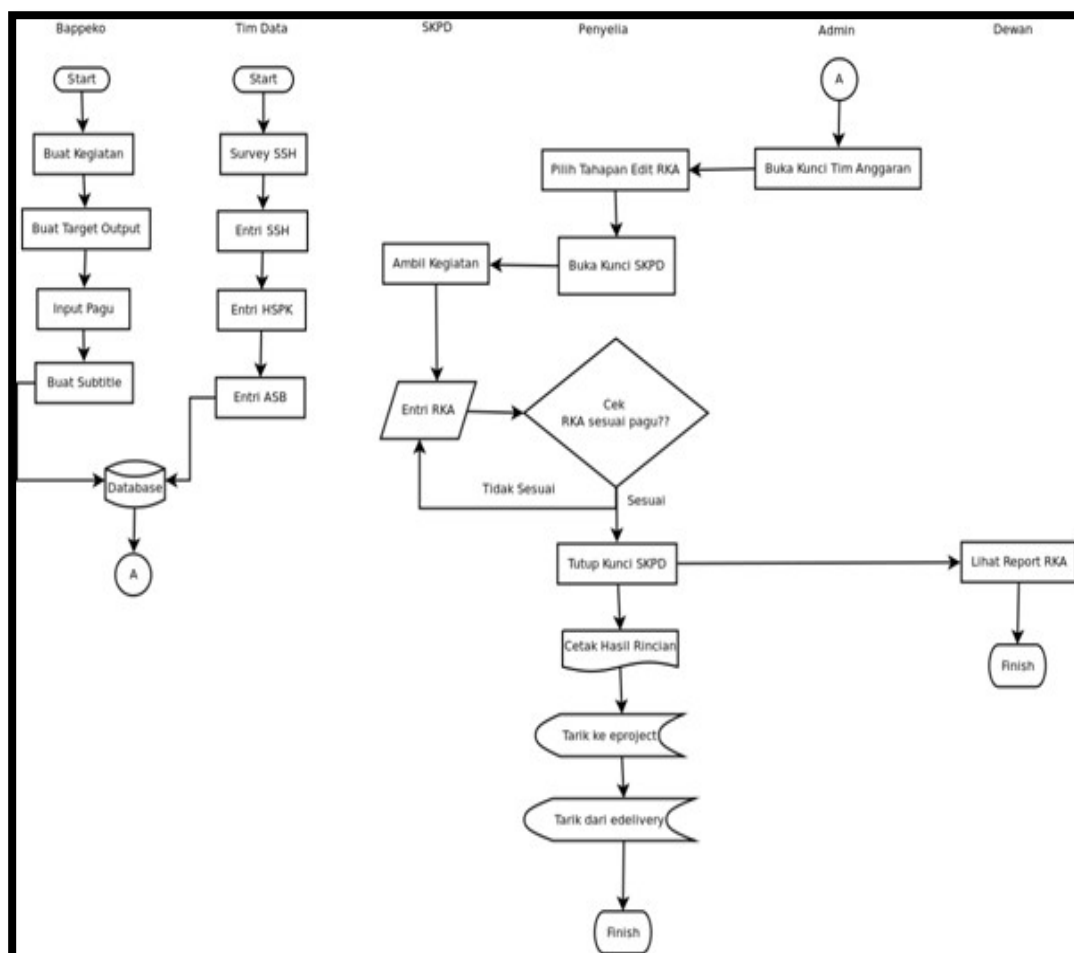 Bappeko
Tim Data
SKPD
Penyelia
Admin
Dewan
Start
Start
A
Buat Kegiatan
Survey SSH
Pilih Tahapan Edit RKA
Buka Kunci Tim Anggaran
Buat Target Output
Entri SSH
Ambil Kegiatan
Buka Kunci SKPD
Input Pagu
Entri HSPK
Buat Subtitle
Entri ASB
Entri RKA
Cek
RKA sesuai pagu??
Database
Tidak Sesuai
Sesuai
A
Tutup Kunci SKPD
Lihat Report RKA
Cetak Hasil Rincian
Finish
Tarik ke eproject
Tarik dari edelivery
Finish